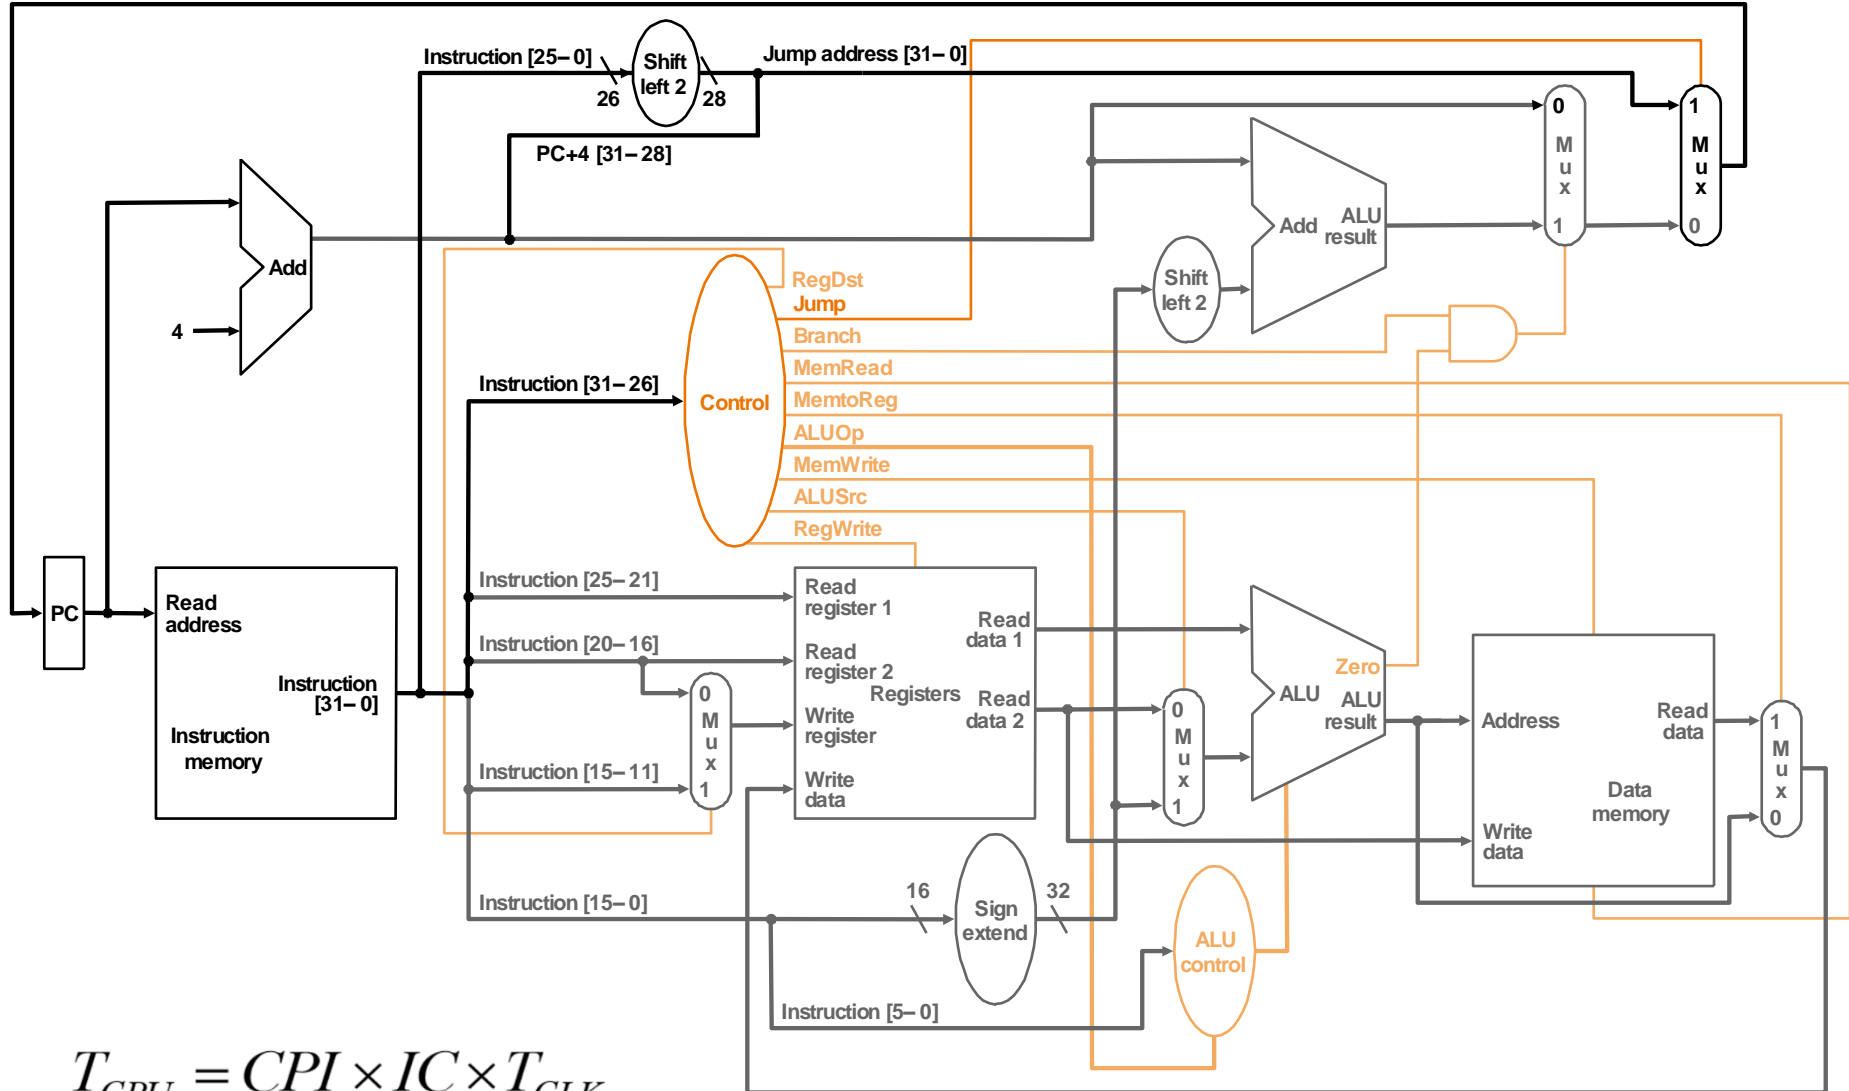 Instruction [25–0]
26
Shift
left 2
28
Jump address [31–0]
PC+4 [31–28]
Add
4
0
M
u
x
1
1
M
u
x
0
Add
ALU
result
Shift
left 2
RegDst
Jump
Branch
MemRead
MemtoReg
ALUOp
MemWrite
ALUSrc
RegWrite
Control
Instruction [31–26]
PC
Read
address
Instruction
[31–0]
Instruction
memory
Instruction [25–21]
Instruction [20–16]
Instruction [15–11]
0
M
u
x
1
Read
register 1
Read
register 2
Write
register
Write
data
Registers
Read
data 1
Read
data 2
0
M
u
x
1
Zero
ALU
ALU
result
Address
Read
data
Data
memory
Write
data
1
M
u
x
0
Instruction [15–0]
16
Sign
extend
32
ALU
control
Instruction [5–0]
T_CPU = CPI × IC × T_CLK